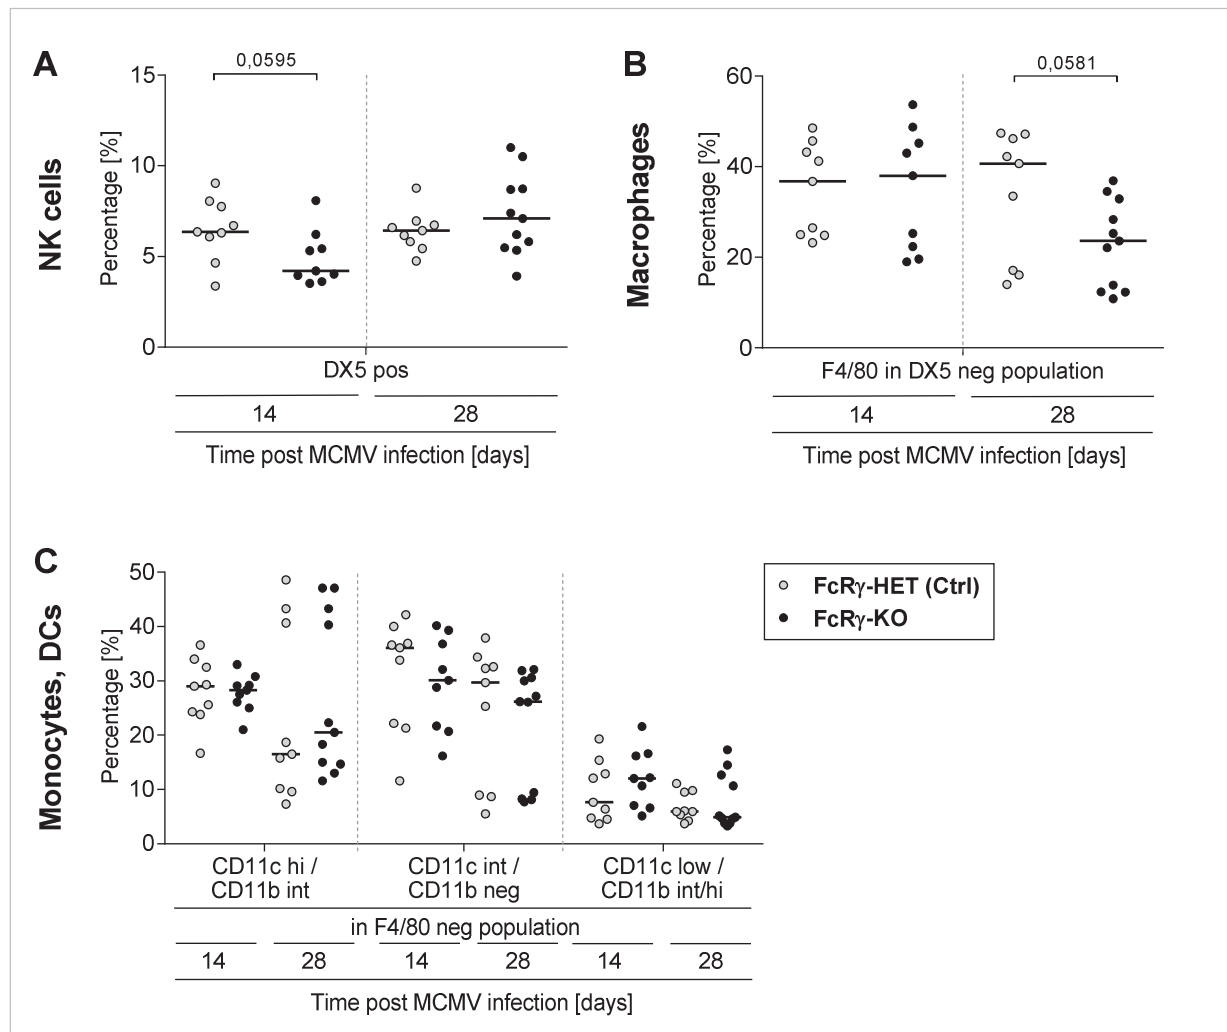 A
NK cells
Percentage [%]
15
10
5
0
0,0595
DX5 pos
14 28
Time post MCMV infection [days]
B
Macrophages
Percentage [%]
60
40
20
0
0,0581
F4/80 in DX5 neg population
14 28
Time post MCMV infection [days]
C
Monocytes, DCs
Percentage [%]
50
40
30
20
10
0
FcRγ-HET (Ctrl)
FcRγ-KO
CD11c hi / CD11c int / CD11c low /
CD11b int CD11b neg CD11b int/hi
in F4/80 neg population
14 28 14 28 14 28
Time post MCMV infection [days]